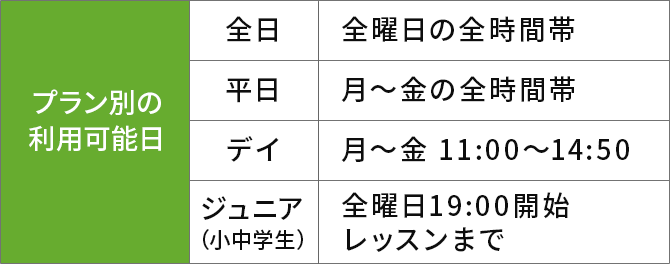 プラン別の
利用可能日
全日
全曜日の全時間帯
平日
月〜金の全時間帯
デイ
月〜金 11:00〜14:50
ジュニア
（小中学生）
全曜日19:00開始
レッスンまで